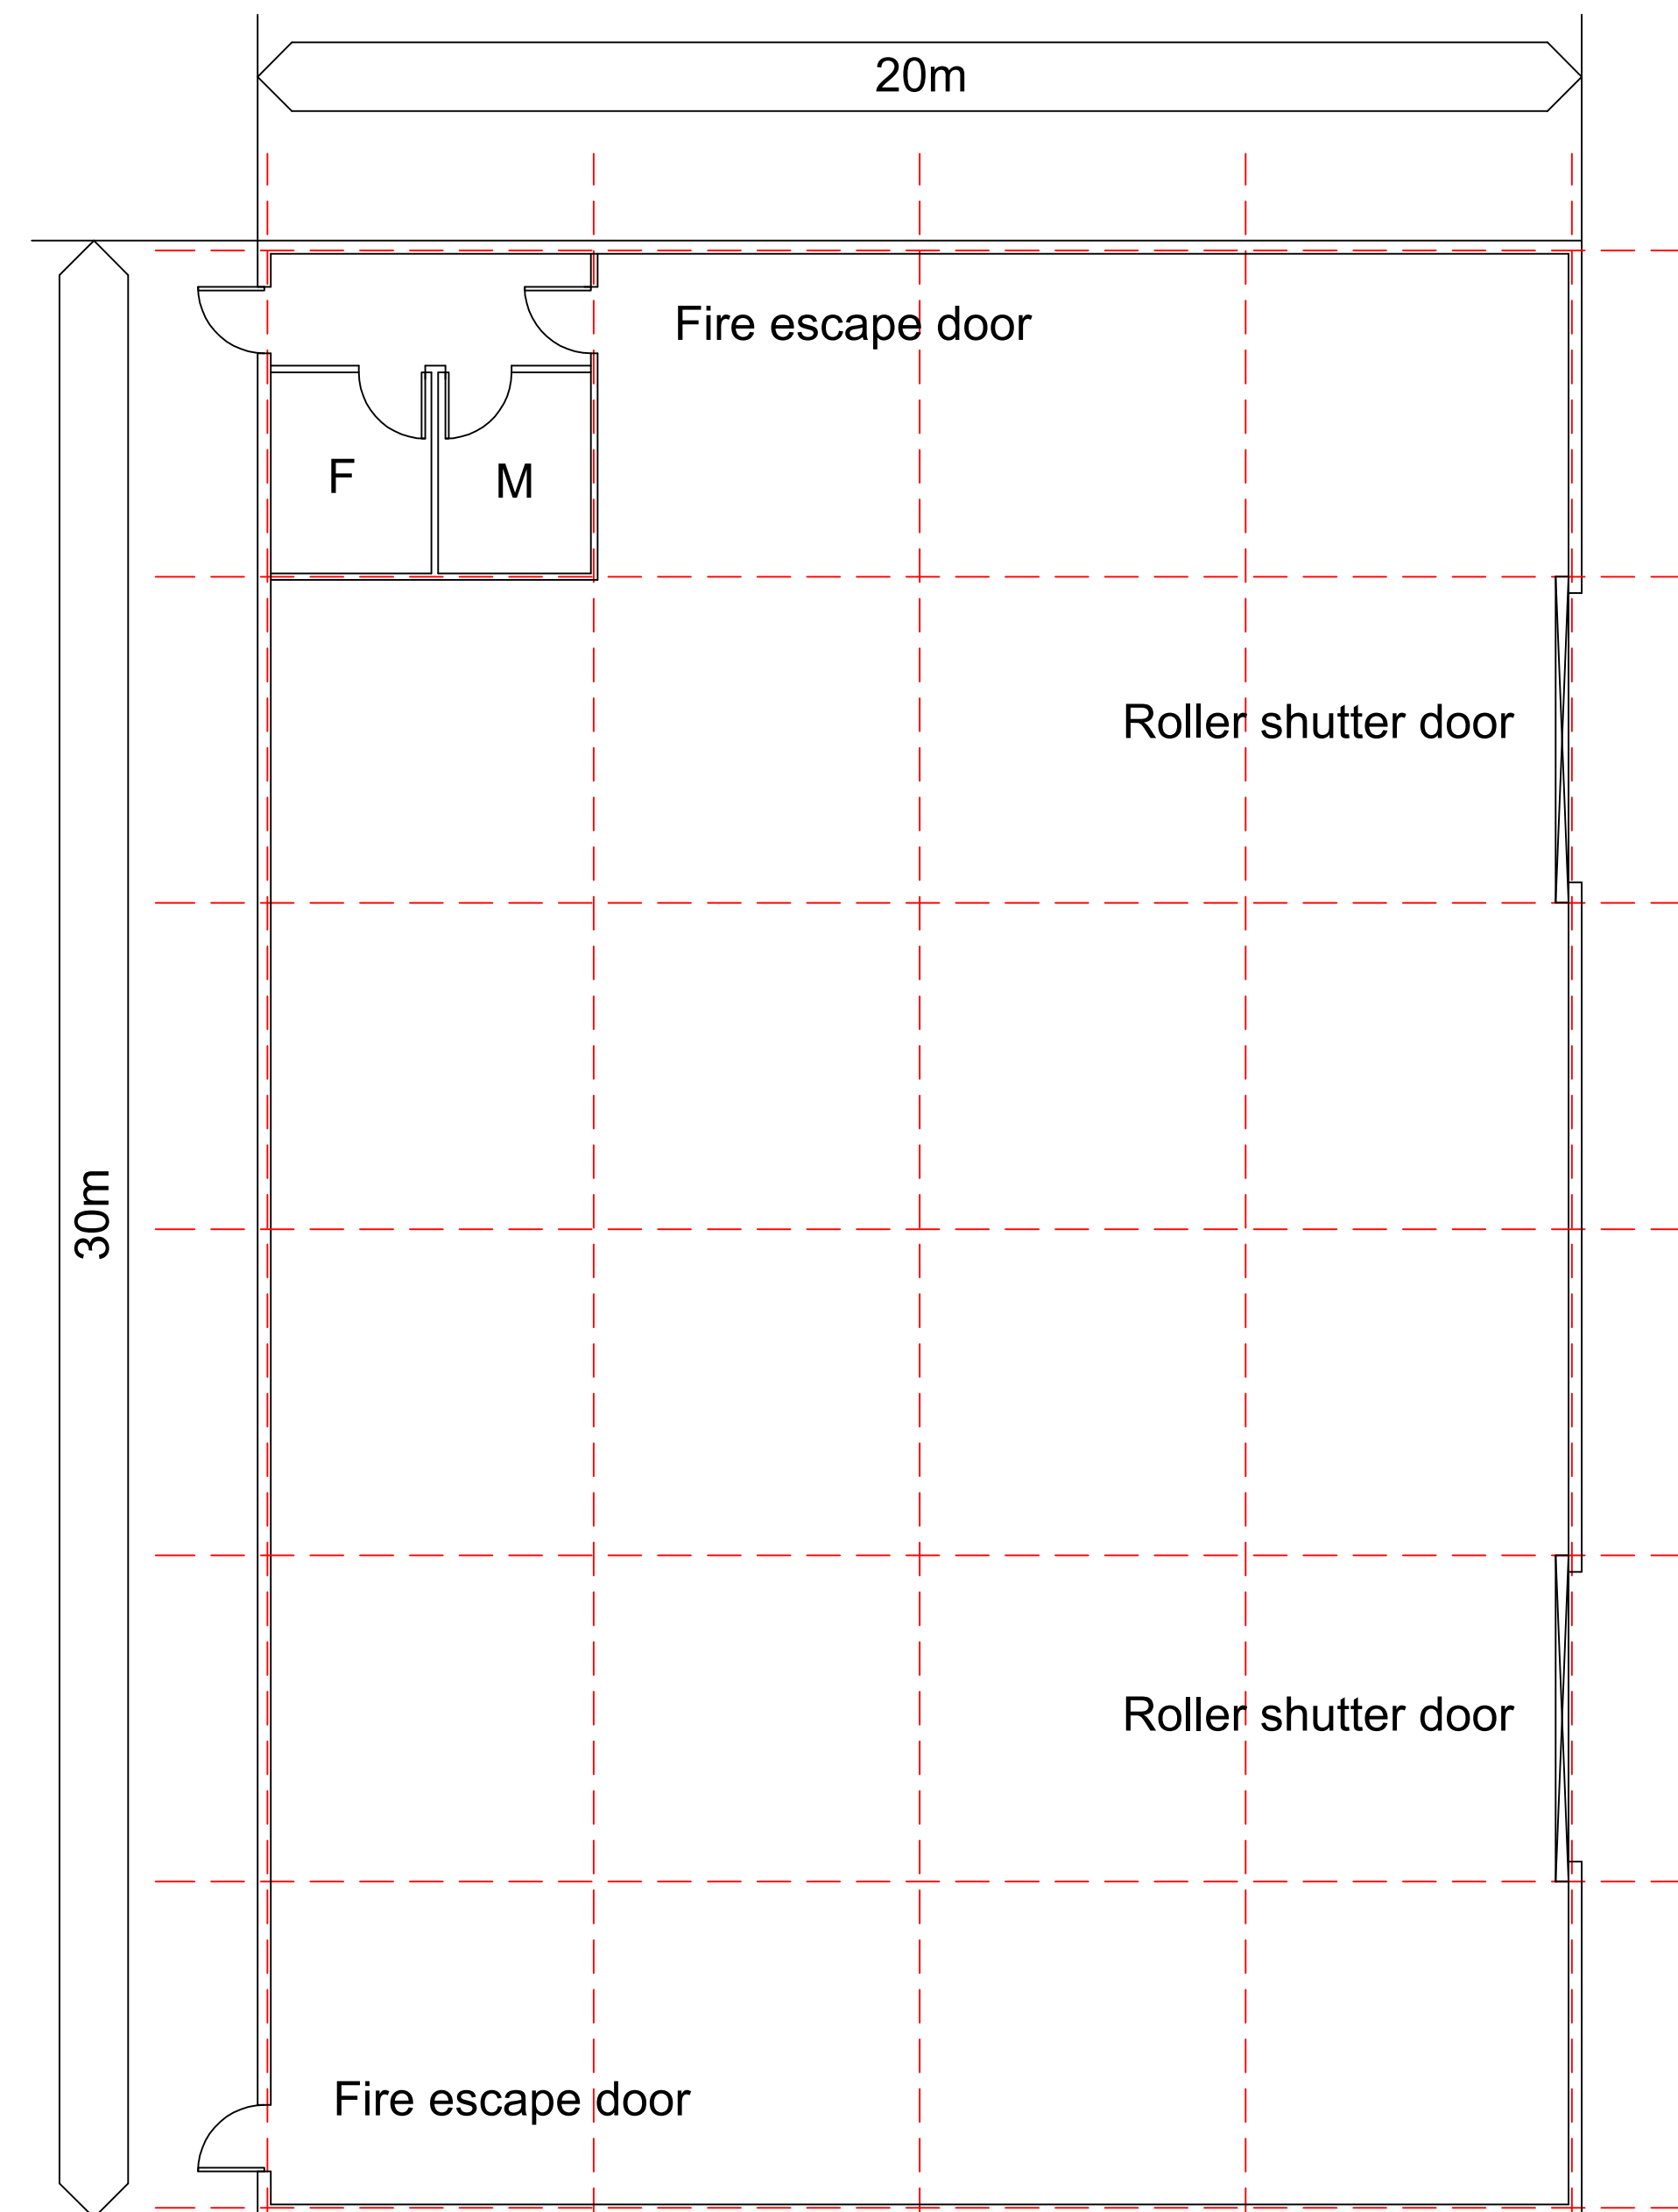 20m
Fire escape door
F
M
Roller shutter door
30m
Roller shutter door
Fire escape door